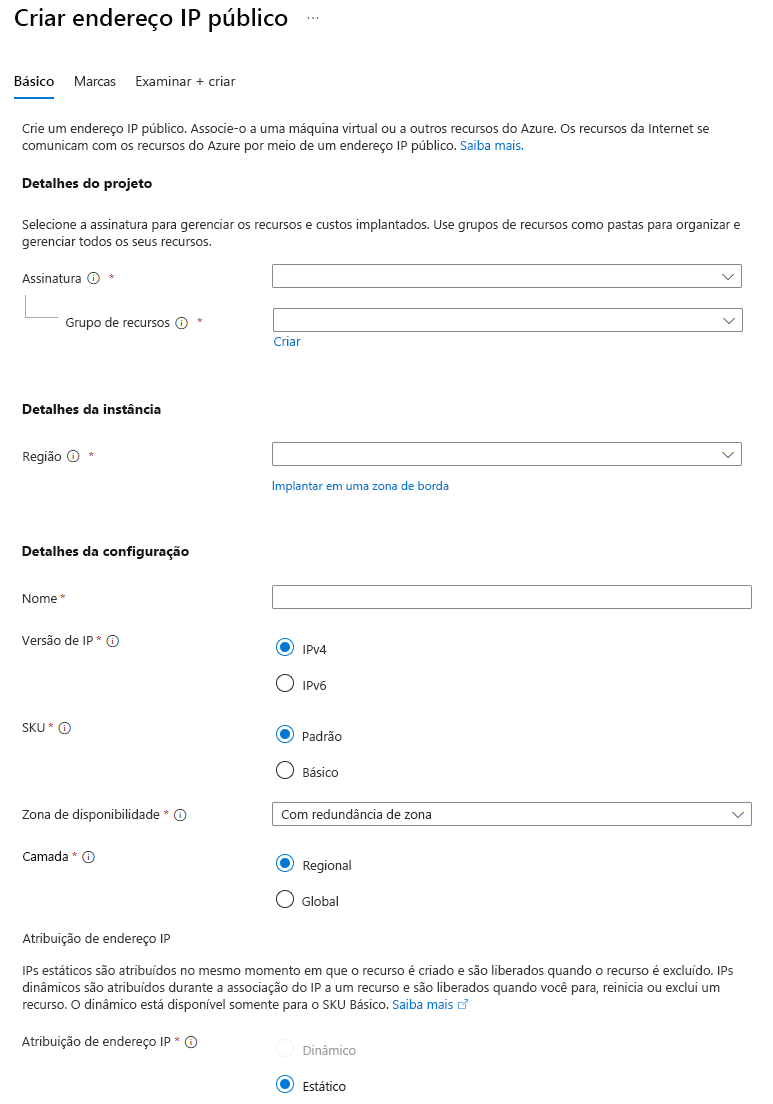 Criar endereço IP público ...
Básico Marcas Examinar + criar
Crie um endereço IP público. Associe-o a uma máquina virtual ou a outros recursos do Azure. Os recursos da Internet se
comunicam com os recursos do Azure por meio de um endereço IP público. Saiba mais.
Detalhes do projeto
Selecione a assinatura para gerenciar os recursos e custos implantados. Use grupos de recursos como pastas para organizar e
gerenciar todos os seus recursos.
Assinatura *
Grupo de recursos *
Criar
Detalhes da instância
Região *
Implantar em uma zona de borda
Detalhes da configuração
Nome *
Versão de IP *
IPv4
IPv6
SKU *
Padrão
Básico
Zona de disponibilidade * Com redundância de zona
Camada *
Regional
Global
Atribuição de endereço IP
IPs estáticos são atribuídos no mesmo momento em que o recurso é criado e são liberados quando o recurso é excluído. IPs
dinâmicos são atribuídos durante a associação do IP a um recurso e são liberados quando você para, reinicia ou exclui um
recurso. O dinâmico está disponível somente para o SKU Básico. Saiba mais
Atribuição de endereço IP *
Dinâmico
Estático